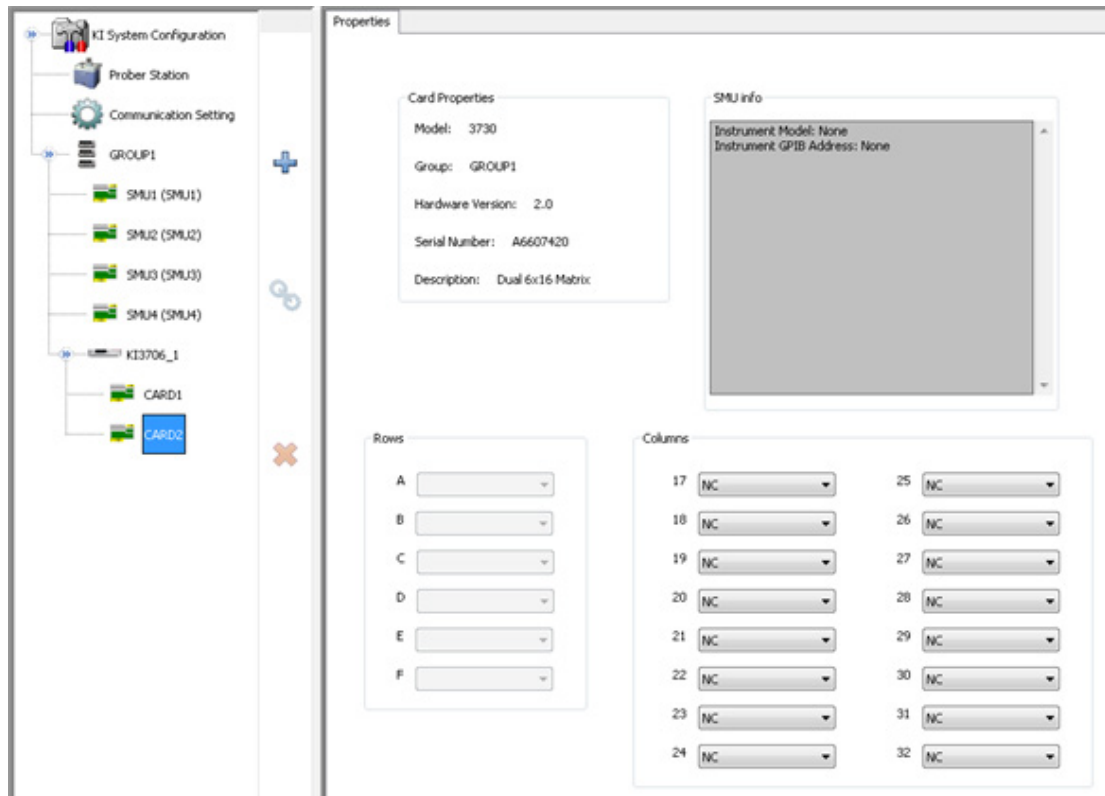 KI System Configuration
Prober Station
Communication Setting
GROUP1
SMU1 (SMU1)
SMU2 (SMU2)
SMU3 (SMU3)
SMU4 (SMU4)
KI3706_1
CARD1
CARD2
Properties
Card Properties
Model: 3730
Group: GROUP1
Hardware Version: 2.0
Serial Number: A6607420
Description: Dual 6x16 Matrix
SMU info
Instrument Model: None
Instrument GPIB Address: None
Rows
A
B
C
D
E
F
Columns
17 NC
18 NC
19 NC
20 NC
21 NC
22 NC
23 NC
24 NC
25 NC
26 NC
27 NC
28 NC
29 NC
30 NC
31 NC
32 NC